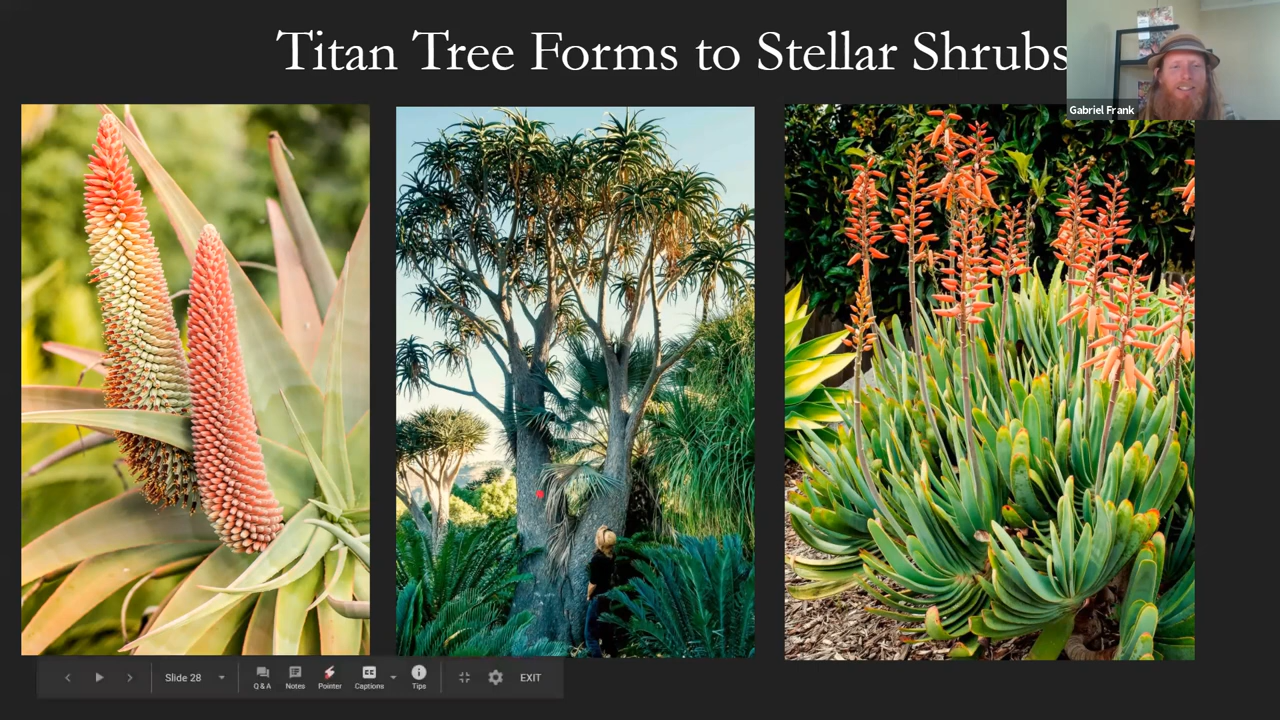 Titan Tree Forms to Stellar Shrubs
Gabriel Frank
Slide 28
Q & A
Notes
Pointer
Captions
Tips
EXIT